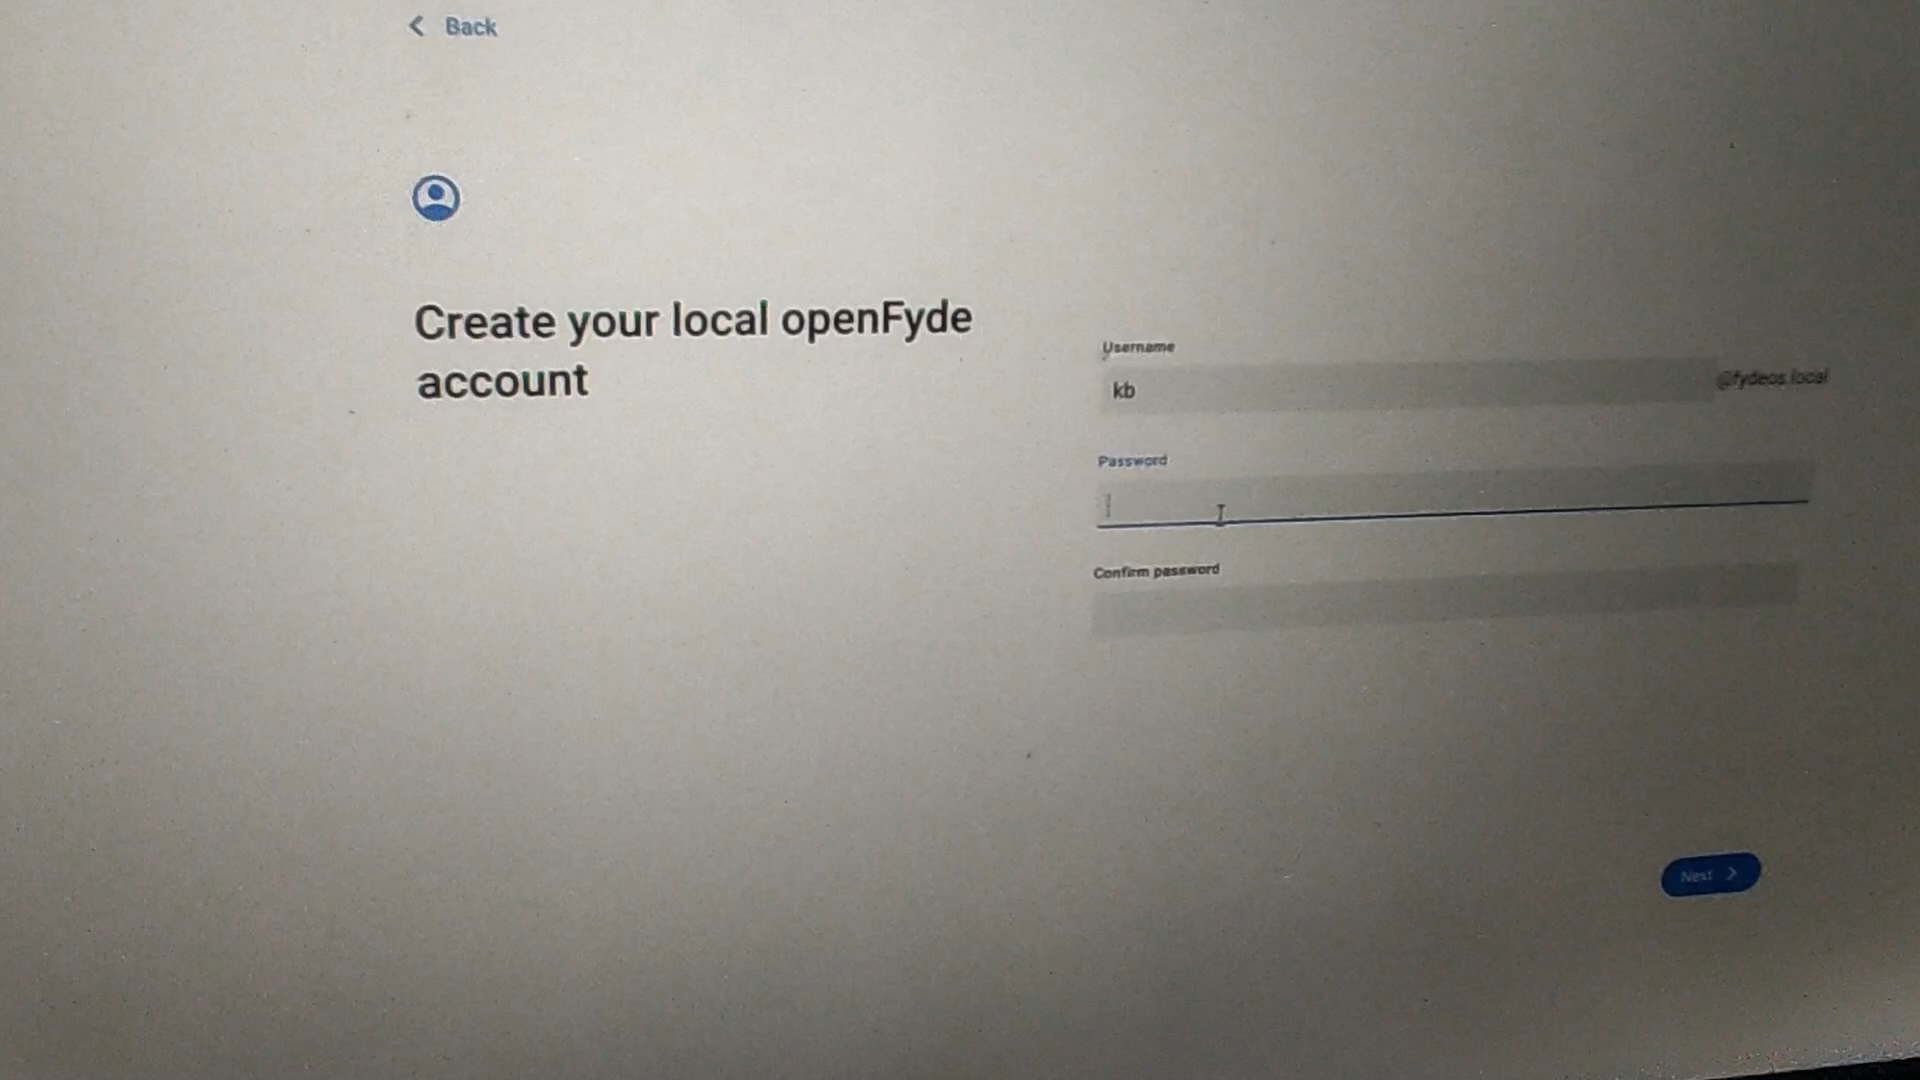 Back
Create your local openFyde
account
Username
kb
@fydeos.local
Password
Confirm password
Next